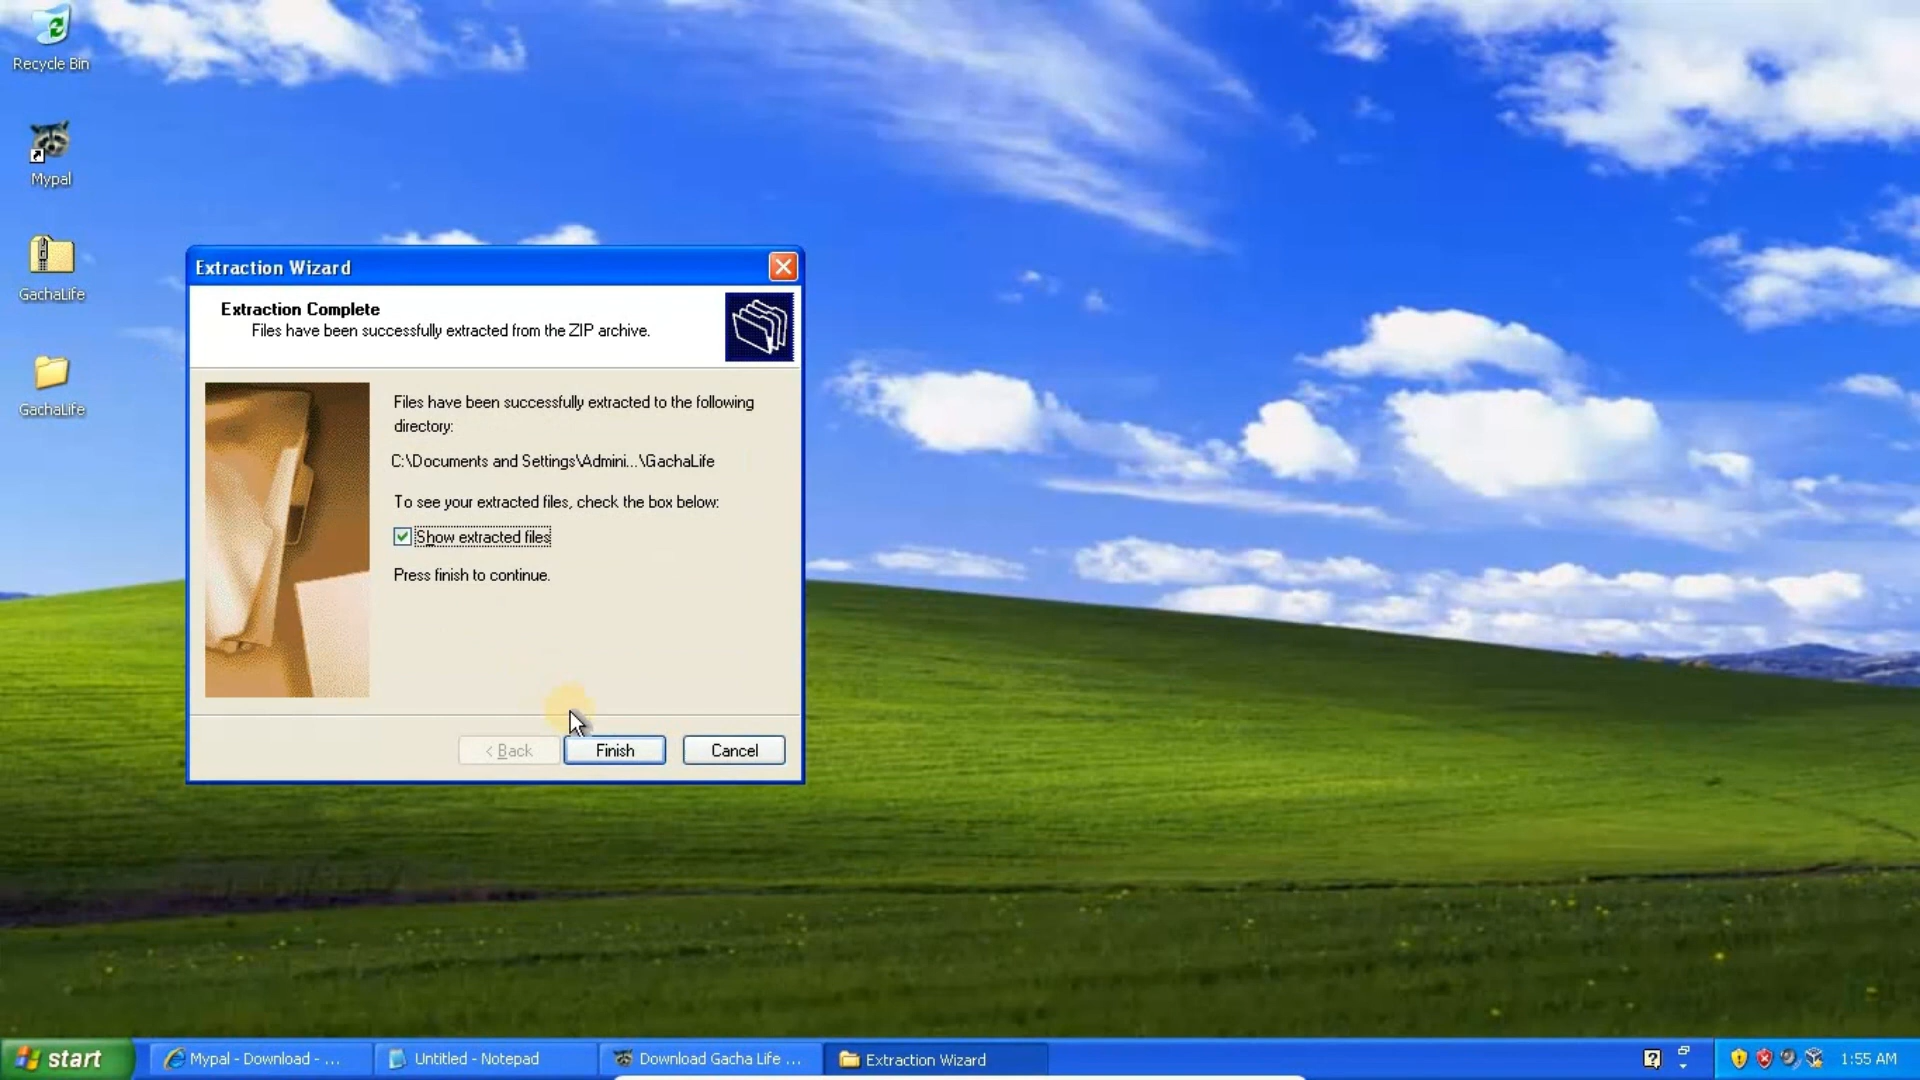 Recycle Bin
Mypal
GachaLife
GachaLife
Extraction Wizard
Extraction Complete
Files have been successfully extracted from the ZIP archive.
Files have been successfully extracted to the following
directory:
C:\Documents and Settings\Admini...\GachaLife
To see your extracted files, check the box below:
Show extracted files
Press finish to continue.
< Back
Finish
Cancel
start
Mypal - Download - ...
Untitled - Notepad
Download Gacha Life ...
Extraction Wizard
1:55 AM